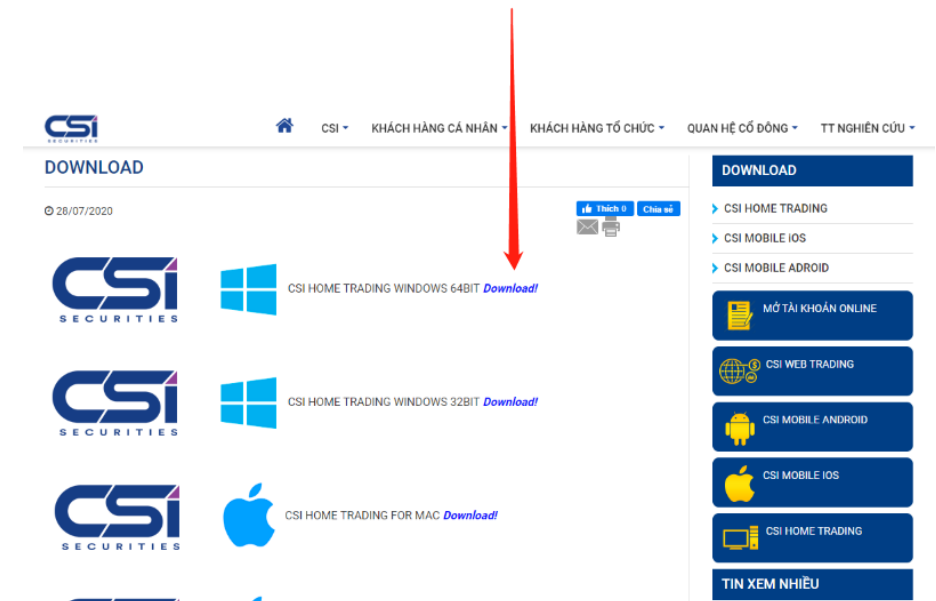 CSi
SECURITIES
CSI
KHÁCH HÀNG CÁ NHÂN
KHÁCH HÀNG TỔ CHỨC
QUAN HỆ CỔ ĐÔNG
TT NGHIÊN CỨU
DOWNLOAD
28/07/2020
Thích 0
Chia sẻ
CSi
SECURITIES
CSI HOME TRADING WINDOWS 64BIT Download!
CSi
SECURITIES
CSI HOME TRADING WINDOWS 32BIT Download!
CSi
SECURITIES
CSI HOME TRADING FOR MAC Download!
DOWNLOAD
CSI HOME TRADING
CSI MOBILE iOS
CSI MOBILE ADROID
MỞ TÀI KHOẢN ONLINE
CSI WEB TRADING
CSI MOBILE ANDROID
CSI MOBILE IOS
CSI HOME TRADING
TIN XEM NHIỀU